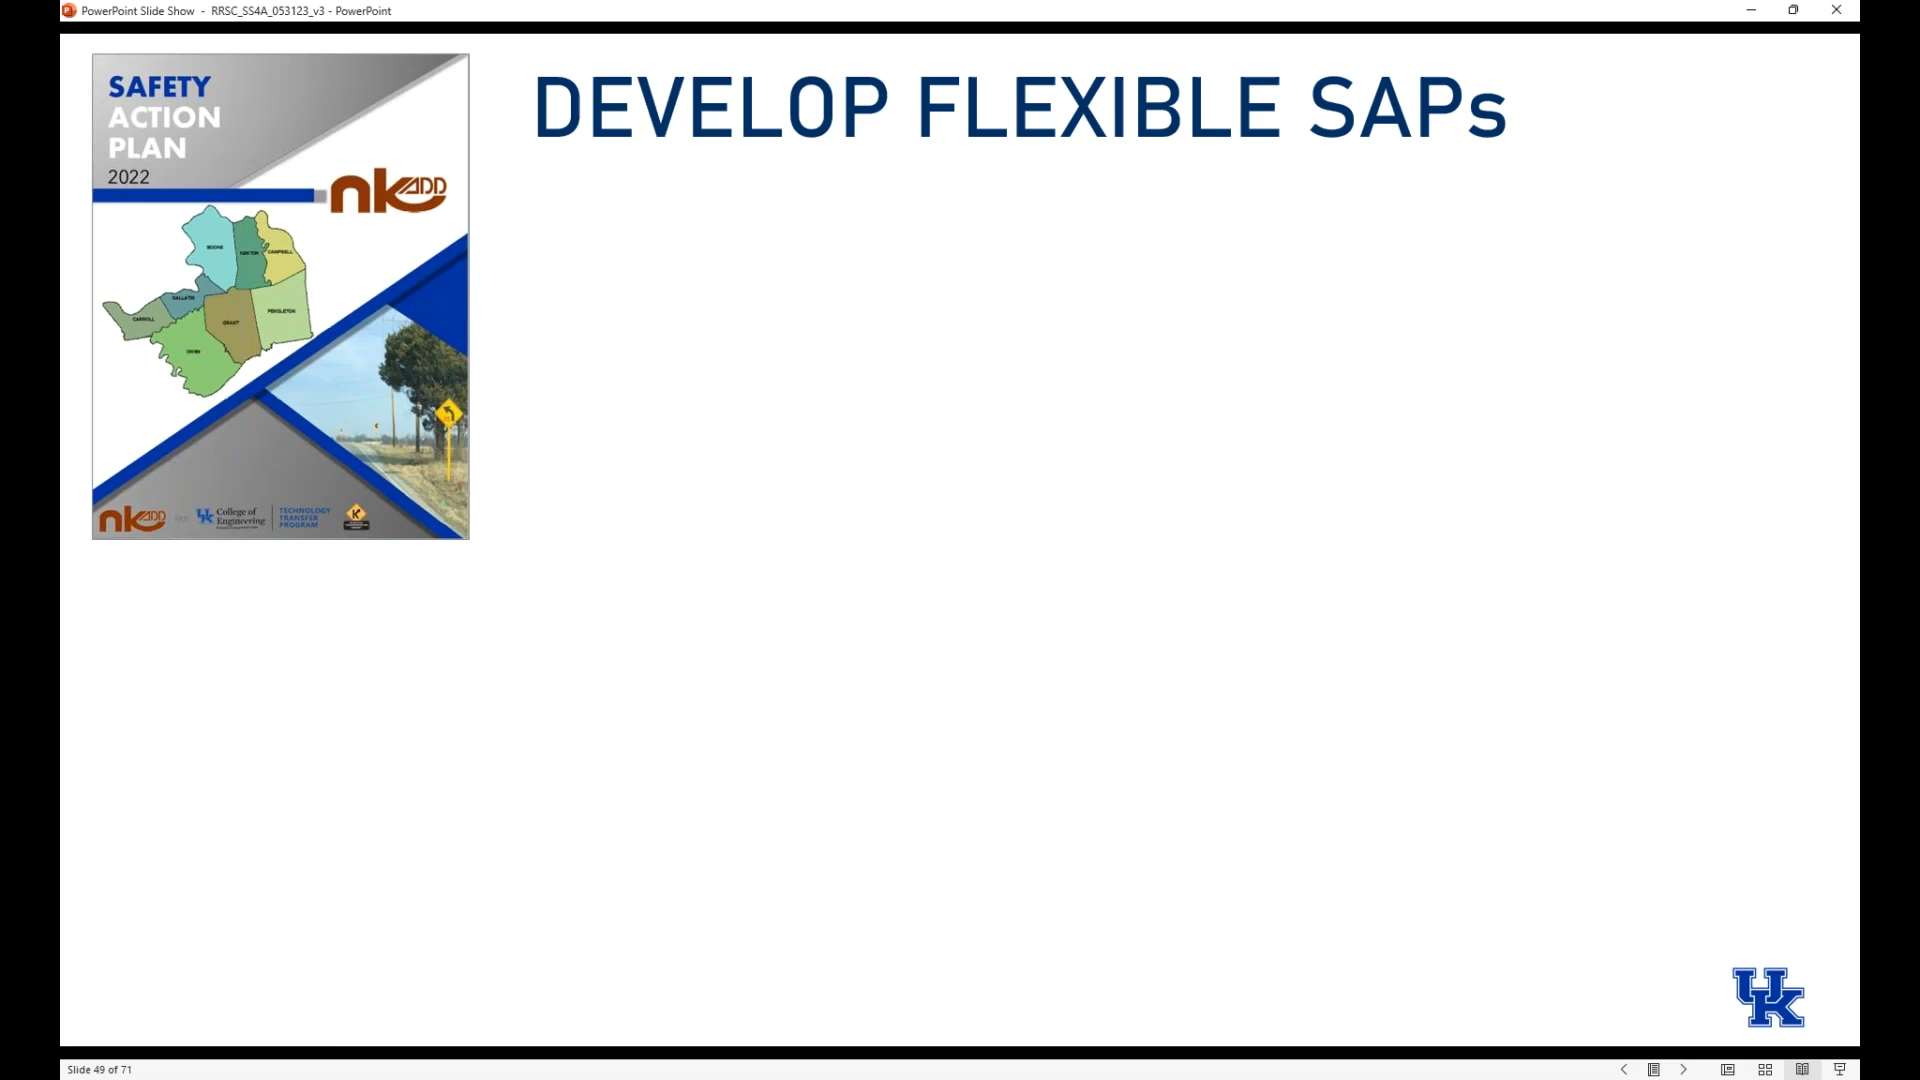 PowerPoint Slide Show - RRSC_SS4A_053123_v3 - PowerPoint
SAFETY
ACTION
PLAN
2022
nkADD
BOONE
KENTON
CAMPBELL
GALLATIN
CARROLL
GRANT
PENDLETON
OWEN
nkADD
UK College of
Engineering
TECHNOLOGY
TRANSFER
PROGRAM
DEVELOP FLEXIBLE SAPs
UK
Slide 49 of 71